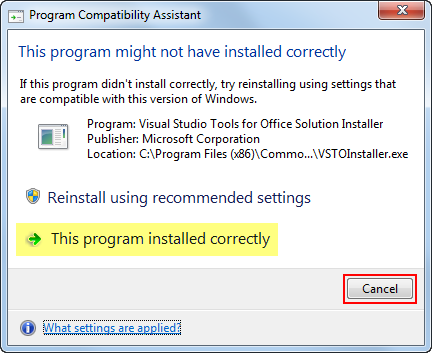 Program Compatibility Assistant
This program might not have installed correctly
If this program didn't install correctly, try reinstalling using settings that
are compatible with this version of Windows.
Program: Visual Studio Tools for Office Solution Installer
Publisher: Microsoft Corporation
Location: C:\Program Files (x86)\Commo...\VSTOInstaller.exe
Reinstall using recommended settings
This program installed correctly
Cancel
What settings are applied?